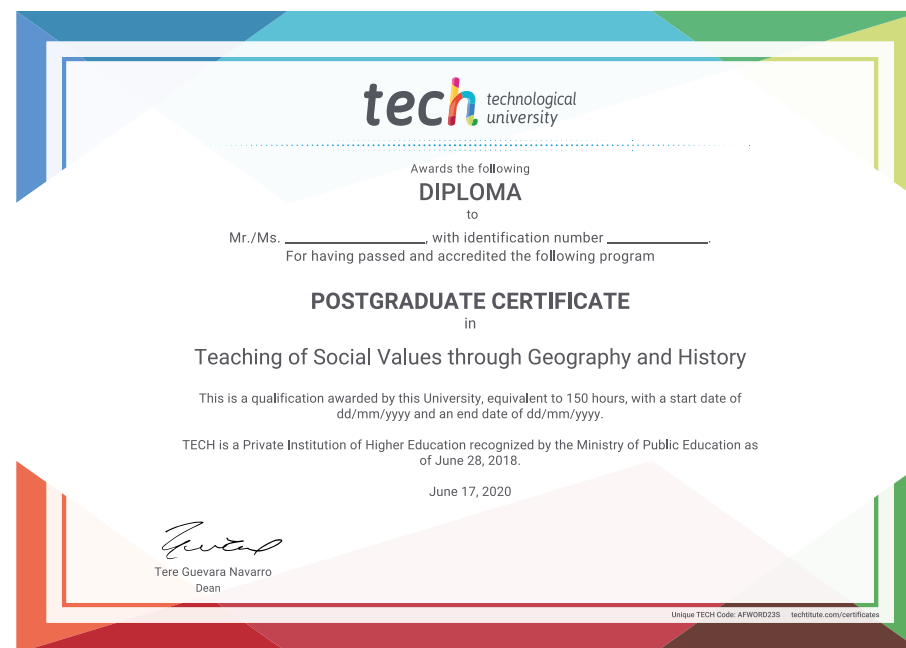 tech technological
university
Awards the following
DIPLOMA
to
Mr./Ms. ____________________, with identification number ______________.
For having passed and accredited the following program
POSTGRADUATE CERTIFICATE
in
Teaching of Social Values through Geography and History
This is a qualification awarded by this University, equivalent to 150 hours, with a start date of
dd/mm/yyyy and an end date of dd/mm/yyyy.
TECH is a Private Institution of Higher Education recognized by the Ministry of Public Education as
of June 28, 2018.
June 17, 2020
Tere Guevara Navarro
Dean
Unique TECH Code: AFWORD23S techtitute.com/certificates